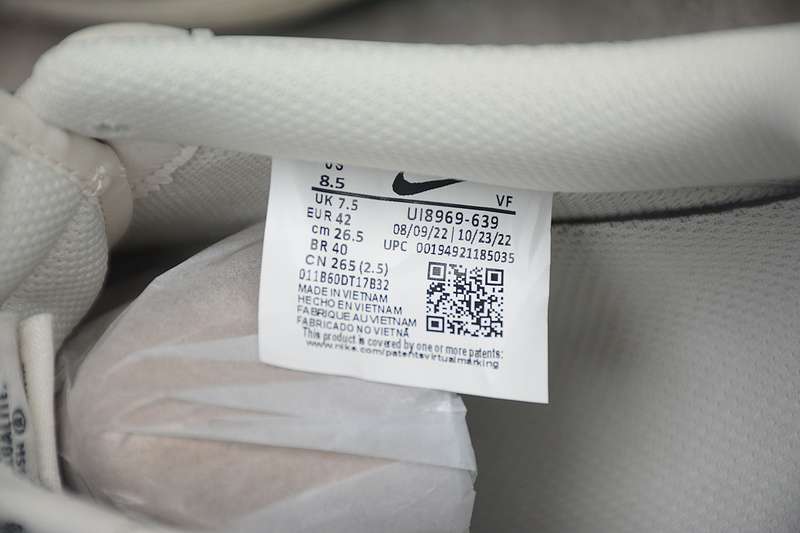 US
8.5
VF
UK 7.5
UI8969-639
EUR 42
08/09/22 | 10/23/22
cm 26.5
UPC 00194921185035
BR 40
CN 265 (2.5)
011B60DT17B32
MADE IN VIETNAM
HECHO EN VIETNAM
FABRIQUE AU VIETNAM
FABRICADO NO VIETNÃ
This product is covered by one or more patents:
www.nike.com/patentsvirtualmarking